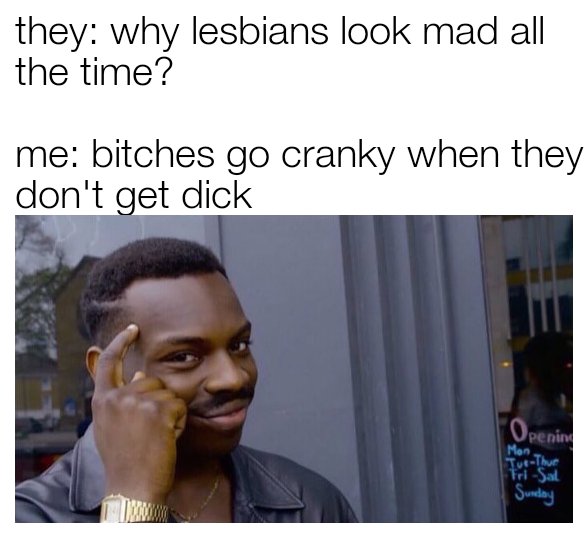 they: why lesbians look mad all
the time?
me: bitches go cranky when they
don't get dick
Opening
Mon
Tue-Thur
Fri-Sat
Sunday